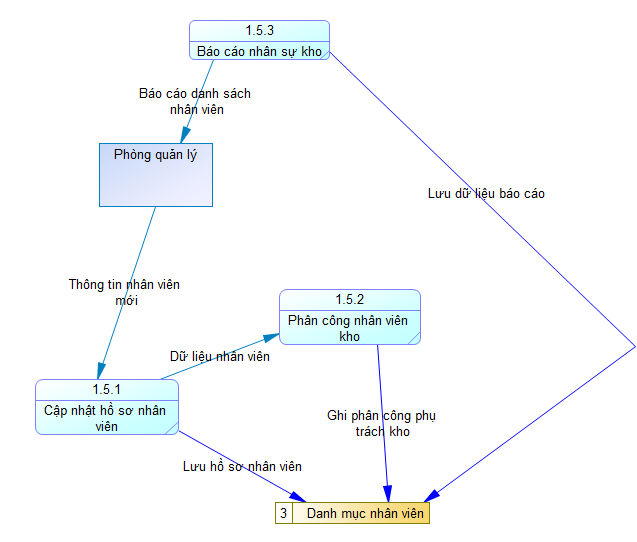 1.5.3
Báo cáo nhân sự kho
Báo cáo danh sách
nhân viên
Phòng quản lý
Lưu dữ liệu báo cáo
Thông tin nhân viên
mới
1.5.2
Phân công nhân viên
kho
Dữ liệu nhân viên
1.5.1
Cập nhật hồ sơ nhân
viên
Ghi phân công phụ
trách kho
Lưu hồ sơ nhân viên
3 Danh mục nhân viên